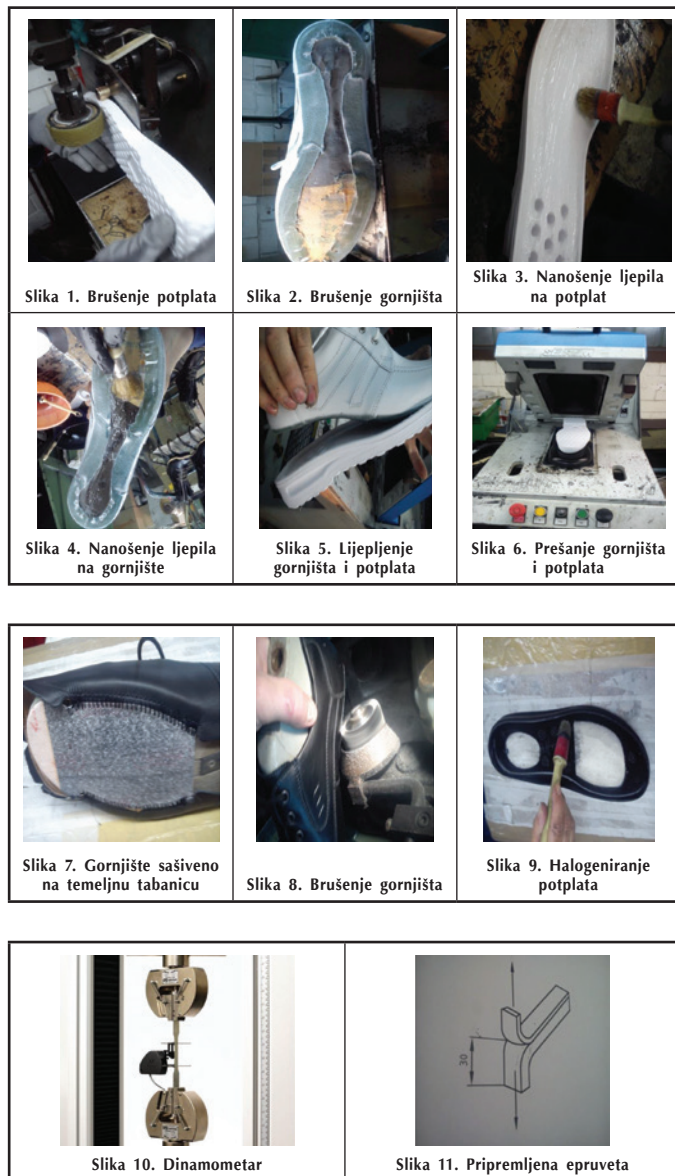 Slika 1. Brušenje potplata
Slika 2. Brušenje gornjišta
Slika 3. Nanošenje ljepila
na potplat
Slika 4. Nanošenje ljepila
na gornjište
Slika 5. Lijepljenje
gornjišta i potplata
Slika 6. Prešanje gornjišta
i potplata
Slika 7. Gornjište sašiveno
na temeljnu tabanicu
Slika 8. Brušenje gornjišta
Slika 9. Halogeniranje
potplata
Slika 10. Dinamometar
30
Slika 11. Pripremljena epruveta